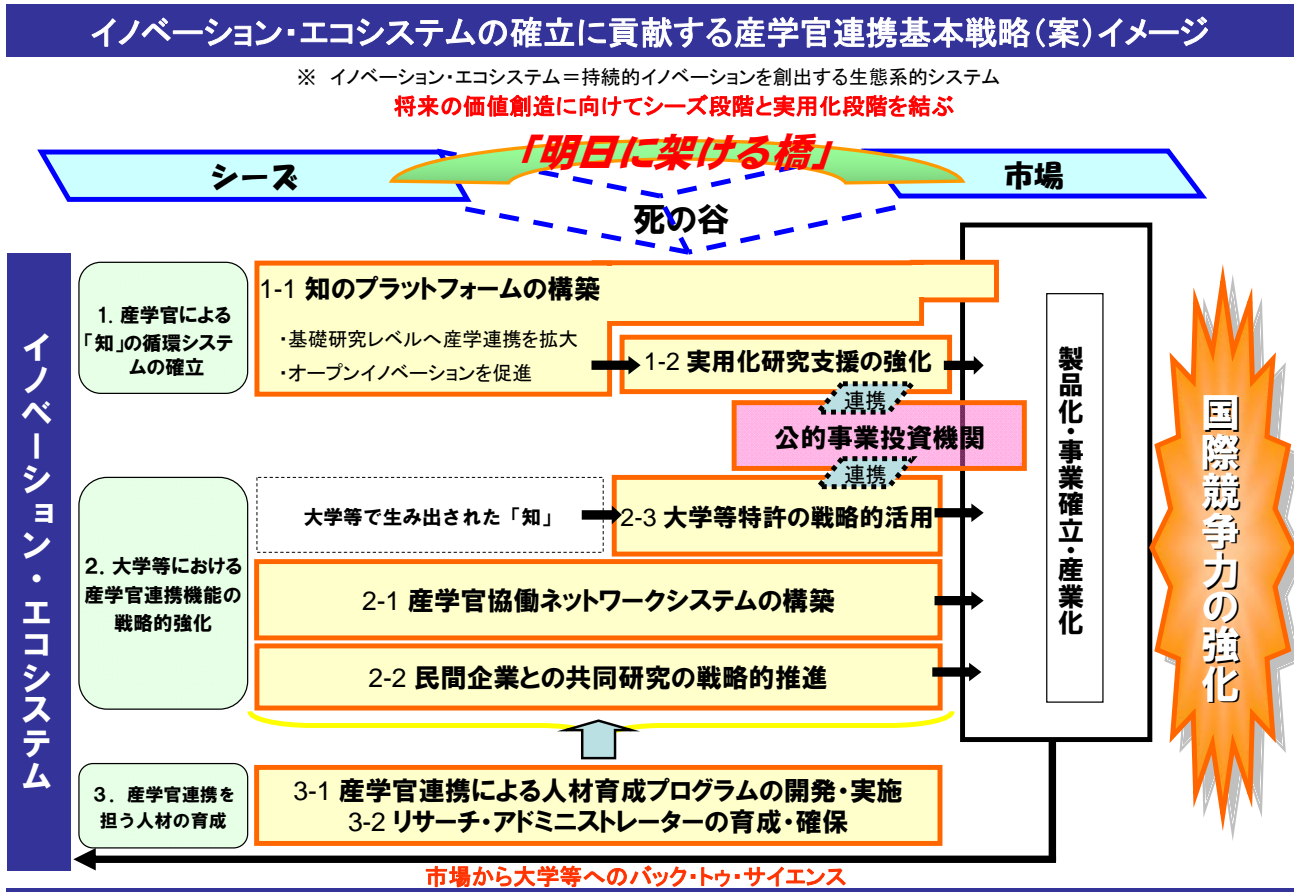 イノベーション・エコシステムの確立に貢献する産学官連携基本戦略(案)イメージ
※ イノベーション・エコシステム＝持続的イノベーションを創出する生態系的システム
将来の価値創造に向けてシーズ段階と実用化段階を結ぶ
「明日に架ける橋」
シーズ
市場
死の谷
イノベーション・エコシステム
1. 産学官による
「知」の循環システ
ムの確立
1-1 知のプラットフォームの構築
・基礎研究レベルへ産学連携を拡大
・オープンイノベーションを促進
1-2 実用化研究支援の強化
連携
公的事業投資機関
連携
2. 大学等における
産学官連携機能の
戦略的強化
大学等で生み出された「知」
2-3 大学等特許の戦略的活用
2-1 産学官協働ネットワークシステムの構築
2-2 民間企業との共同研究の戦略的推進
3. 産学官連携を
担う人材の育成
3-1 産学官連携による人材育成プログラムの開発・実施
3-2 リサーチ・アドミニストレーターの育成・確保
製品化・事業確立・産業化
国際競争力の強化
市場から大学等へのバック・トゥ・サイエンス